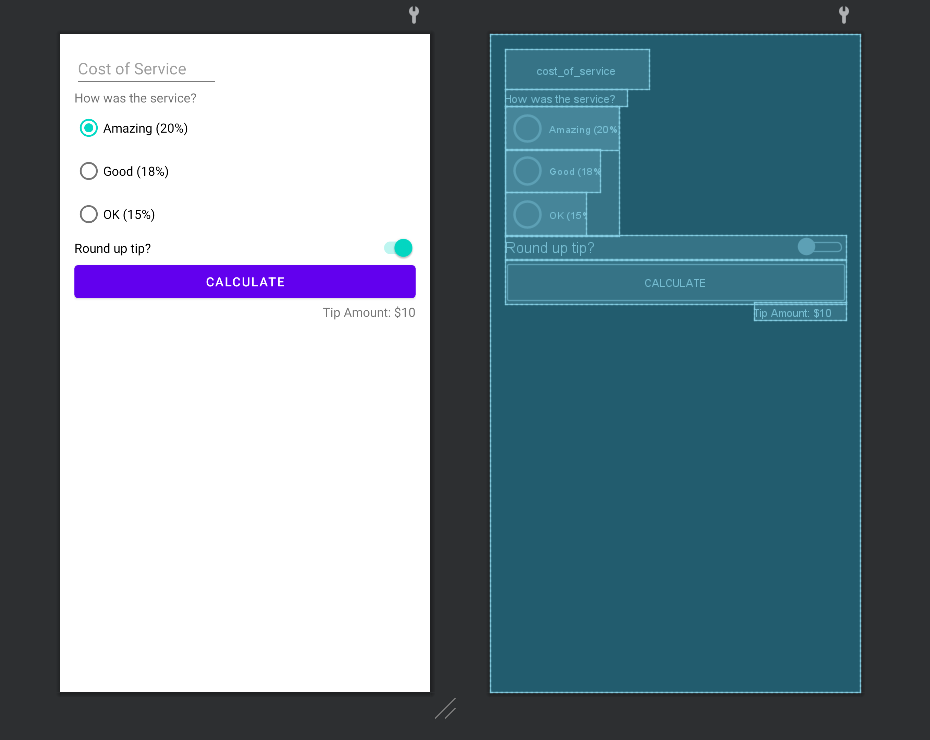 Cost of Service
How was the service?
Amazing (20%)
Good (18%)
OK (15%)
Round up tip?
CALCULATE
Tip Amount: $10
cost_of_service
How was the service?
Amazing (20%
Good (18%
OK (15%
Round up tip?
CALCULATE
Tip Amount: $10